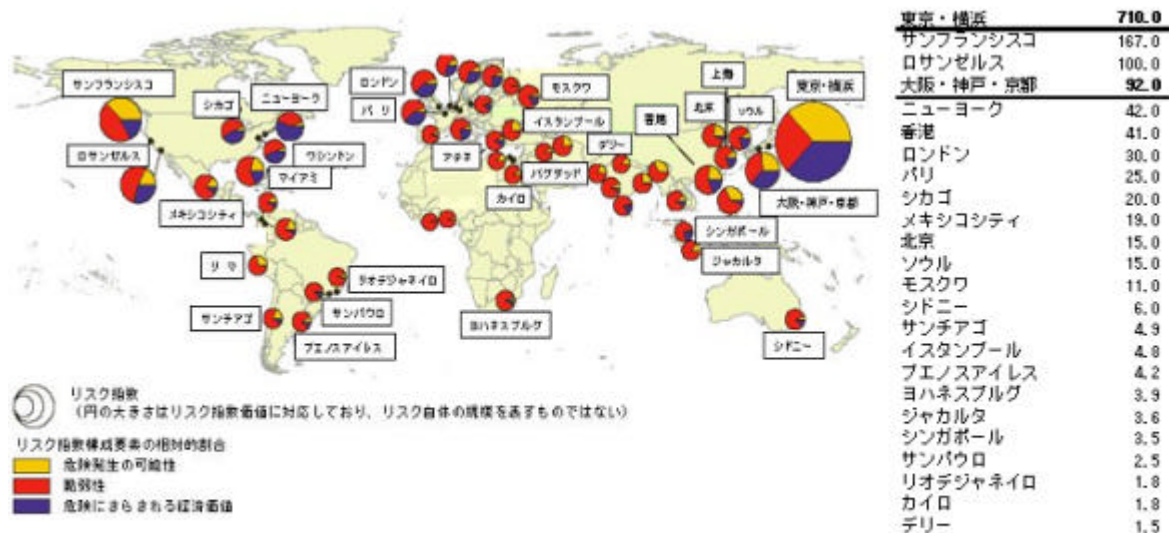 サンフランシスコ
シカゴ
ニューヨーク
ロンドン
パリ
モスクワ
イスタンブール
アテネ
バグダッド
カイロ
デリー
香港
北京
上海
ソウル
東京・横浜
ロサンゼルス
ワシントン
マイアミ
メキシコシティ
大阪・神戸・京都
シンガポール
ジャカルタ
リマ
リオデジャネイロ
サンパウロ
サンチアゴ
ブエノスアイレス
ヨハネスブルグ
シドニー
リスク指数
(円の大きさはリスク指数価値に対応しており、リスク自体の規模を表すものではない)
リスク指数構成要素の相対的割合
危険発生の可能性
脆弱性
危険にさらされる経済価値
東京・横浜 710.0
サンフランシスコ 167.0
ロサンゼルス 100.0
大阪・神戸・京都 92.0
ニューヨーク 42.0
香港 41.0
ロンドン 30.0
パリ 25.0
シカゴ 20.0
メキシコシティ 19.0
北京 15.0
ソウル 15.0
モスクワ 11.0
シドニー 6.0
サンチアゴ 4.9
イスタンブール 4.8
ブエノスアイレス 4.2
ヨハネスブルグ 3.9
ジャカルタ 3.6
シンガポール 3.5
サンパウロ 2.5
リオデジャネイロ 1.8
カイロ 1.8
デリー 1.5